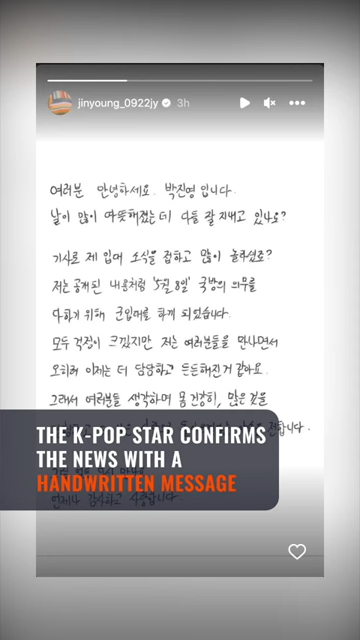 jinyoung_0922jy 3h
여러분 안녕하세요. 박진영입니다.
날이 많이 따뜻해졌는데 다들 잘 지내고 있나요?
기사로 제 입대 소식을 접하고 많이 놀라셨죠?
저는 공개된 내용처럼 '5월 8일' 국방의 의무를
다하기 위해 군입대를 하게 되었습니다.
모두 걱정이 크겠지만 저는 여러분들을 만나면서
오히려 이제는 더 담담하고 든든해진거 같아요.
그래서 여러분들 생각하며 몸 건강히, 많은 것을
전합니다.
언제나 감사하고 사랑합니다.
THE K-POP STAR CONFIRMS
THE NEWS WITH A
HANDWRITTEN MESSAGE